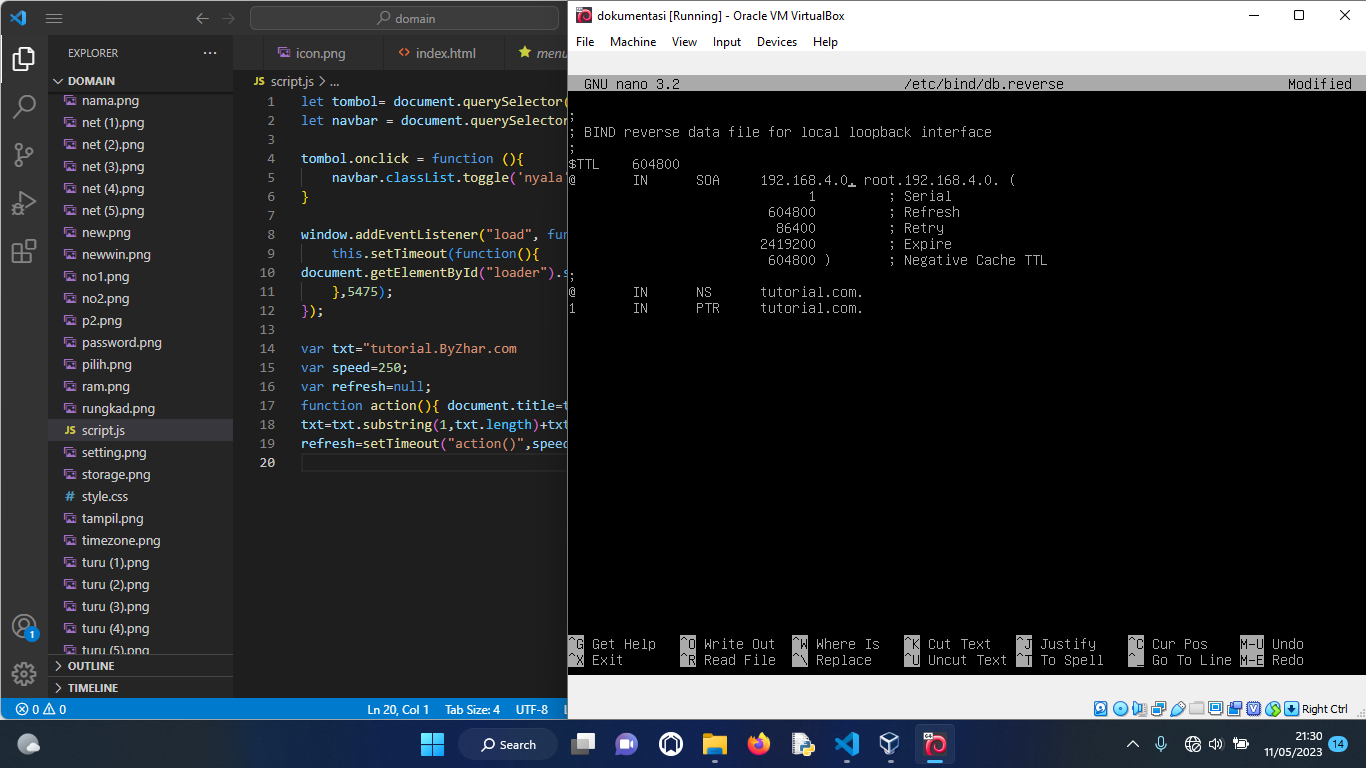 domain
EXPLORER ···
DOMAIN
nama.png
net (1).png
net (2).png
net (3).png
net (4).png
net (5).png
new.png
newwin.png
no1.png
no2.png
p2.png
password.png
pilih.png
ram.png
rungkad.png
JS script.js
setting.png
storage.png
# style.css
tampil.png
timezone.png
turu (1).png
turu (2).png
turu (3).png
turu (4).png
turu (5).png
OUTLINE
TIMELINE
1
icon.png <> index.html menu
JS script.js > ...
1 let tombol= document.querySelector(
2 let navbar = document.querySelector
3
4 tombol.onclick = function (){
5 navbar.classList.toggle('nyala'
6 }
7
8 window.addEventListener("load", fun
9 this.setTimeout(function(){
10 document.getElementById("loader").s
11 },5475);
12 });
13
14 var txt="tutorial.ByZhar.com
15 var speed=250;
16 var refresh=null;
17 function action(){ document.title=t
18 txt=txt.substring(1,txt.length)+txt
19 refresh=setTimeout("action()",speed
20
0 0 Ln 20, Col 1 Tab Size: 4 UTF-8
dokumentasi [Running] - Oracle VM VirtualBox
File Machine View Input Devices Help
GNU nano 3.2 /etc/bind/db.reverse Modified
;
; BIND reverse data file for local loopback interface
;
$TTL 604800
@ IN SOA 192.168.4.0. root.192.168.4.0. (
1 ; Serial
604800 ; Refresh
86400 ; Retry
2419200 ; Expire
604800 ) ; Negative Cache TTL
;
@ IN NS tutorial.com.
1 IN PTR tutorial.com.
^G Get Help ^O Write Out ^W Where Is ^K Cut Text ^J Justify ^C Cur Pos M-U Undo
^X Exit ^R Read File ^\ Replace ^U Uncut Text ^T To Spell ^_ Go To Line M-E Redo
Right Ctrl
Search
21:30
11/05/2023 14